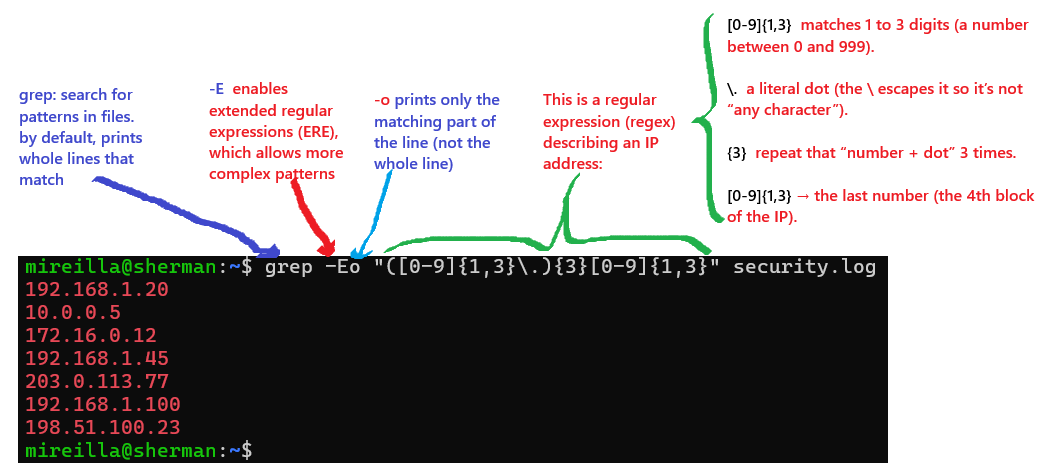 grep: search for
patterns in files.
by default, prints
whole lines that
match
-E enables
extended regular
expressions (ERE),
which allows more
complex patterns
-o prints only the
matching part of
the line (not the
whole line)
This is a regular
expression (regex)
describing an IP
address:
[0-9]{1,3} matches 1 to 3 digits (a number
between 0 and 999).
\. a literal dot (the \ escapes it so it's not
“any character”).
{3} repeat that “number + dot” 3 times.
[0-9]{1,3} → the last number (the 4th block
of the IP).
mireilla@sherman:~$ grep -Eo "([0-9]{1,3}\.){3}[0-9]{1,3}" security.log
192.168.1.20
10.0.0.5
172.16.0.12
192.168.1.45
203.0.113.77
192.168.1.100
198.51.100.23
mireilla@sherman:~$